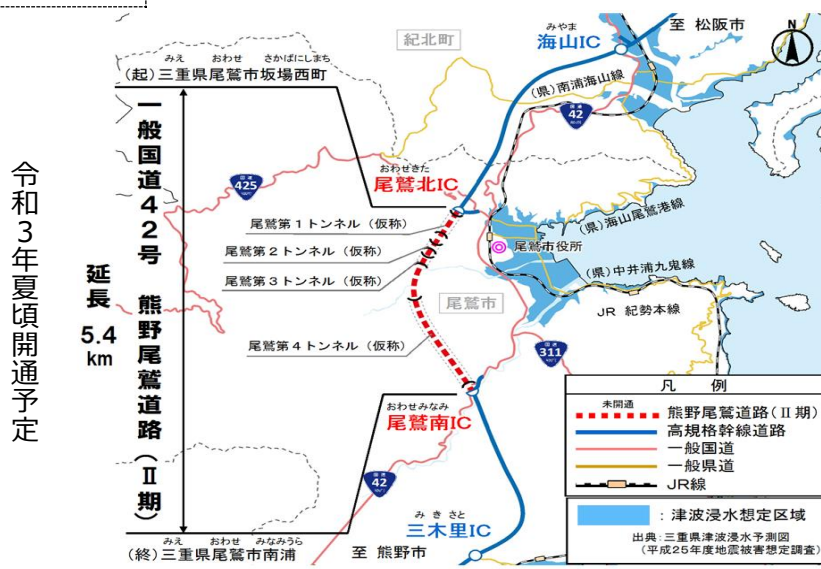 令和3年夏頃開通予定
みえ おわせ さかばにしまち
(起)三重県尾鷲市坂場西町
一般国道42号 熊野尾鷲道路(Ⅱ期)
延長
5.4
km
みえ おわせ みなみうら
(終)三重県尾鷲市南浦
紀北町
みやま
海山IC
至 松阪市
N
(県)南浦海山線
国道
42
国道
425
おわせきた
尾鷲北IC
尾鷲第1トンネル(仮称)
尾鷲第2トンネル(仮称)
尾鷲第3トンネル(仮称)
尾鷲第4トンネル(仮称)
尾鷲市役所
(県)海山尾鷲港線
(県)中井浦九鬼線
JR 紀勢本線
尾鷲市
国道
311
おわせみなみ
尾鷲南IC
国道
42
みきさと
三木里IC
至 熊野市
凡 例
未開通
熊野尾鷲道路(Ⅱ期)
高規格幹線道路
一般国道
一般県道
JR線
:津波浸水想定区域
出典:三重県津波浸水予測図
(平成25年度地震被害想定調査)